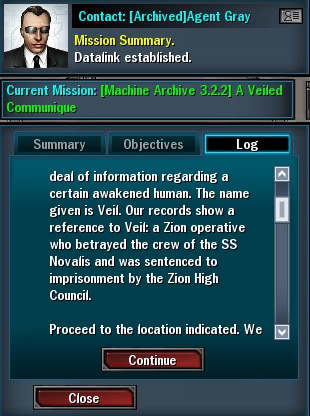 Contact: [Archived]Agent Gray
Mission Summary.
Datalink established.
Current Mission: [Machine Archive 3.2.2] A Veiled
Communique
Summary
Objectives
Log
deal of information regarding a
certain awakened human. The name
given is Veil. Our records show a
reference to Veil: a Zion operative
who betrayed the crew of the SS
Novalis and was sentenced to
imprisonment by the Zion High
Council.
Proceed to the location indicated. We
Continue
Close